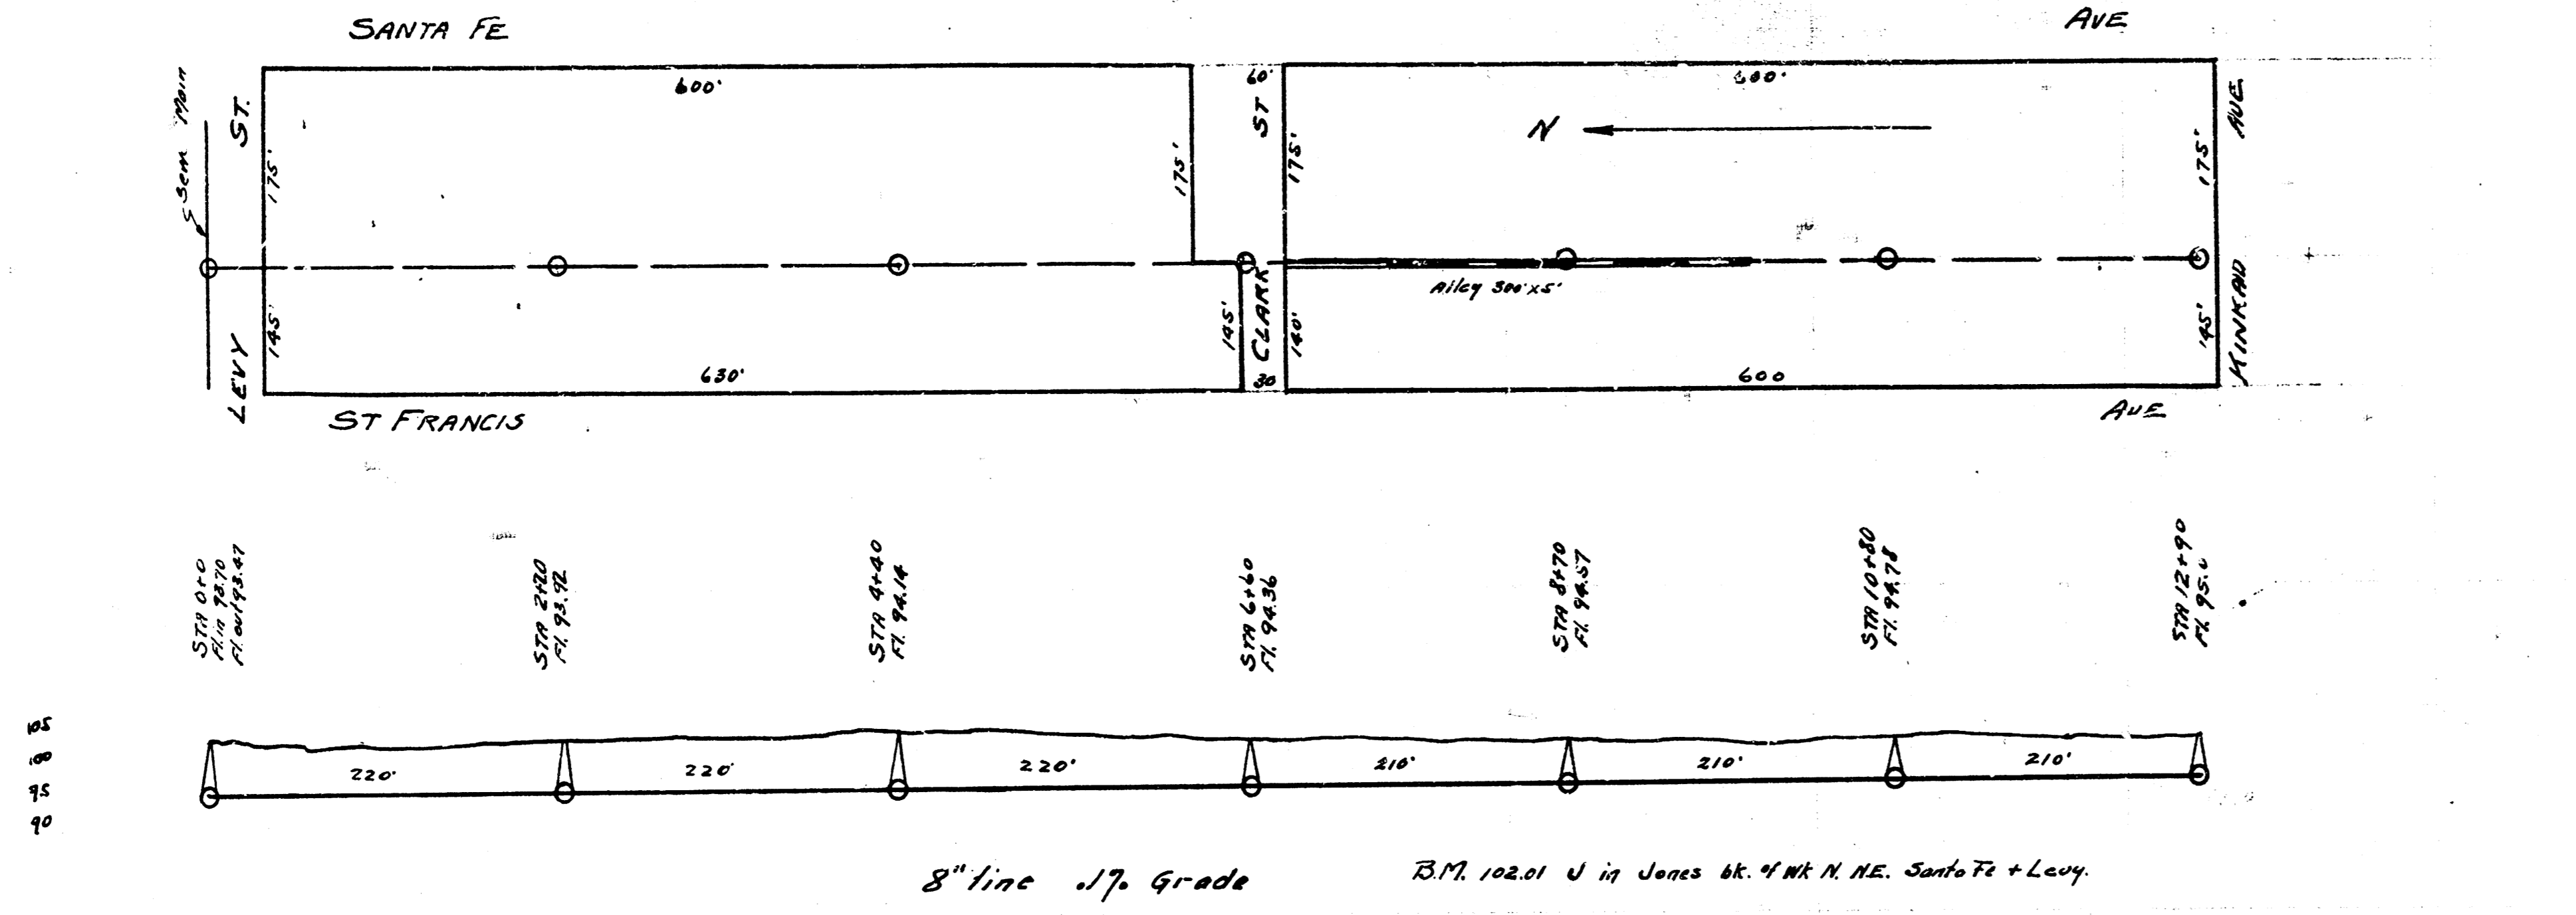 SANTA FE AVE
600'
60'
600'
Sewer Main
LEVY ST.
175'
175'
CLARK ST
175'
N
175'
KINKAD AVE
Alley 300'x5'
145'
145'
140'
145'
630'
30
600
ST FRANCIS AVE
STA 0+0
Fl. in 93.70
Fl. out 93.47
STA 2+20
Fl. 93.92
STA 4+40
Fl. 94.14
STA 6+60
Fl. 94.36
STA 8+70
Fl. 94.57
STA 10+80
Fl. 94.78
STA 12+90
Fl. 95.0
105
100
95
90
220'
220'
220'
210'
210'
210'
8" line .1% Grade
B.M. 102.01 J in Jones bk. of Wk N. NE. Santa Fe + Levy.